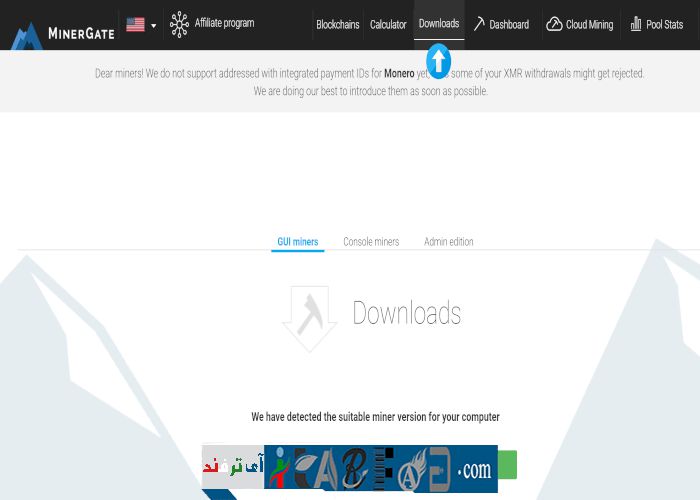 MINERGATE
Affiliate program
Blockchains
Calculator
Downloads
Dashboard
Cloud Mining
Pool Stats
Dear miners! We do not support addressed with integrated payment IDs for Monero yet, some of your XMR withdrawals might get rejected.
We are doing our best to introduce them as soon as possible.
GUI miners
Console miners
Admin edition
Downloads
We have detected the suitable miner version for your computer
آی ترفند
.com